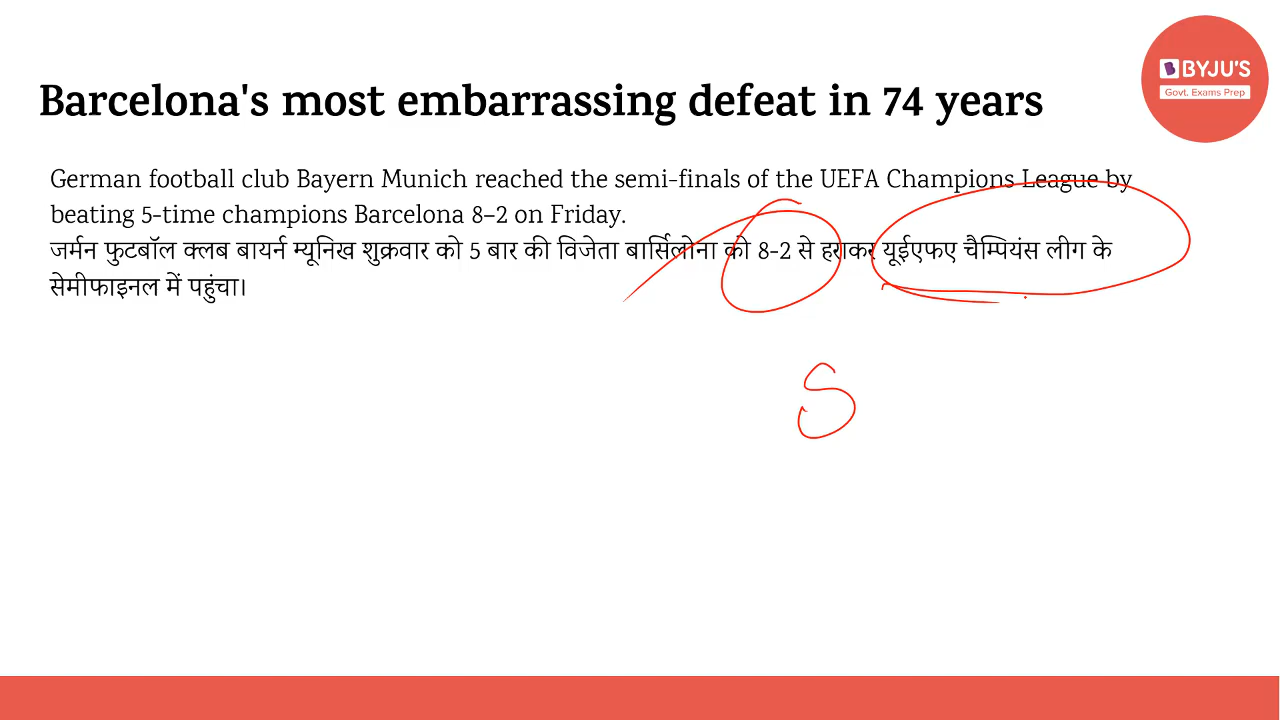 BYJU'S
Govt. Exams Prep
Barcelona's most embarrassing defeat in 74 years
German football club Bayern Munich reached the semi-finals of the UEFA Champions League by
beating 5-time champions Barcelona 8–2 on Friday.
जर्मन फुटबॉल क्लब बायर्न म्यूनिख शुक्रवार को 5 बार की विजेता बार्सिलोना को 8-2 से हराकर यूईएफए चैम्पियंस लीग के
सेमीफाइनल में पहुंचा।